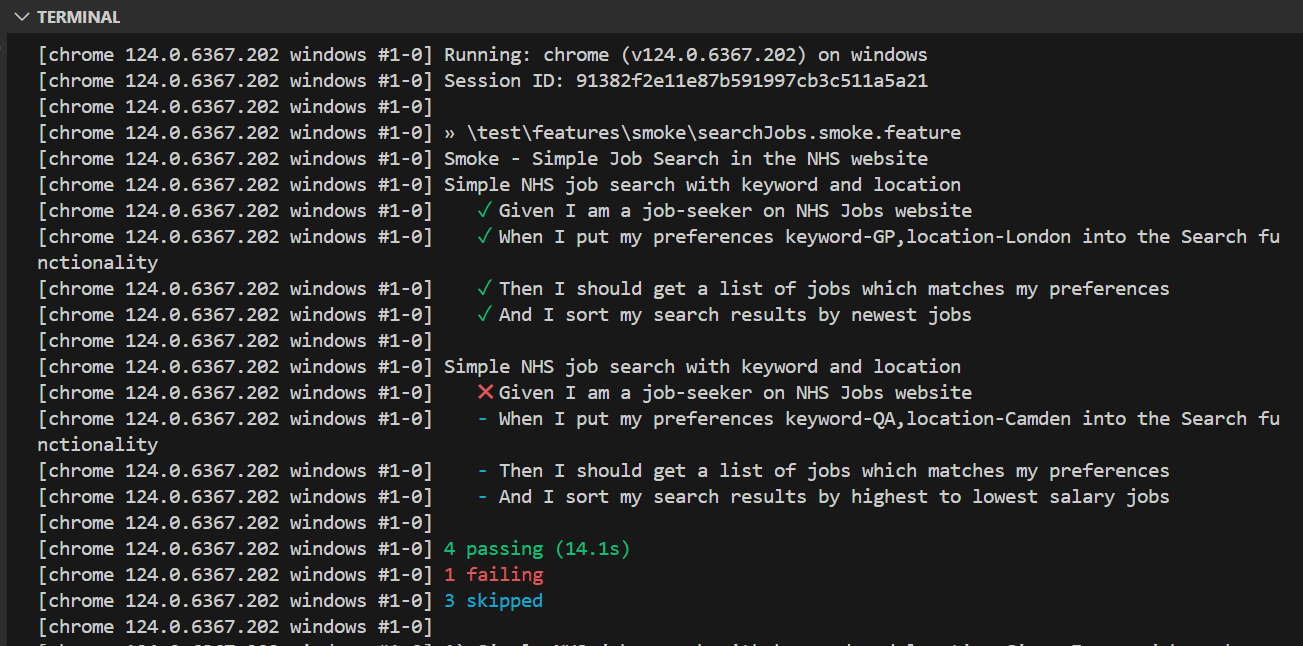 TERMINAL
[chrome 124.0.6367.202 windows #1-0] Running: chrome (v124.0.6367.202) on windows
[chrome 124.0.6367.202 windows #1-0] Session ID: 91382f2e11e87b591997cb3c511a5a21
[chrome 124.0.6367.202 windows #1-0]
[chrome 124.0.6367.202 windows #1-0] » \test\features\smoke\searchJobs.smoke.feature
[chrome 124.0.6367.202 windows #1-0] Smoke - Simple Job Search in the NHS website
[chrome 124.0.6367.202 windows #1-0] Simple NHS job search with keyword and location
[chrome 124.0.6367.202 windows #1-0] ✓ Given I am a job-seeker on NHS Jobs website
[chrome 124.0.6367.202 windows #1-0] ✓ When I put my preferences keyword-GP,location-London into the Search fu
nctionality
[chrome 124.0.6367.202 windows #1-0] ✓ Then I should get a list of jobs which matches my preferences
[chrome 124.0.6367.202 windows #1-0] ✓ And I sort my search results by newest jobs
[chrome 124.0.6367.202 windows #1-0]
[chrome 124.0.6367.202 windows #1-0] Simple NHS job search with keyword and location
[chrome 124.0.6367.202 windows #1-0] ❌ Given I am a job-seeker on NHS Jobs website
[chrome 124.0.6367.202 windows #1-0] - When I put my preferences keyword-QA,location-Camden into the Search fu
nctionality
[chrome 124.0.6367.202 windows #1-0] - Then I should get a list of jobs which matches my preferences
[chrome 124.0.6367.202 windows #1-0] - And I sort my search results by highest to lowest salary jobs
[chrome 124.0.6367.202 windows #1-0]
[chrome 124.0.6367.202 windows #1-0] 4 passing (14.1s)
[chrome 124.0.6367.202 windows #1-0] 1 failing
[chrome 124.0.6367.202 windows #1-0] 3 skipped
[chrome 124.0.6367.202 windows #1-0]